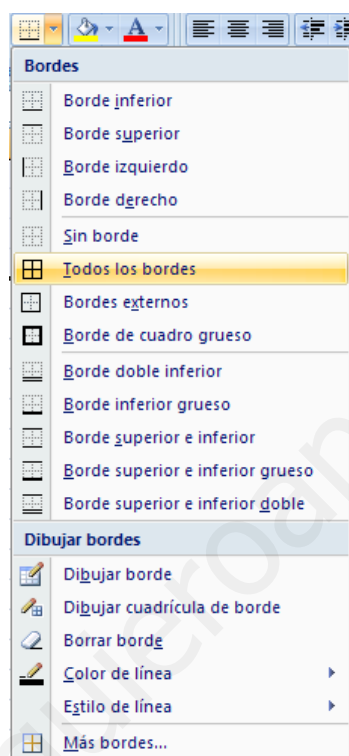 Bordes
Borde inferior
Borde superior
Borde izquierdo
Borde derecho
Sin borde
Todos los bordes
Bordes externos
Borde de cuadro grueso
Borde doble inferior
Borde inferior grueso
Borde superior e inferior
Borde superior e inferior grueso
Borde superior e inferior doble
Dibujar bordes
Dibujar borde
Dibujar cuadrícula de borde
Borrar borde
Color de línea
Estilo de línea
Más bordes...